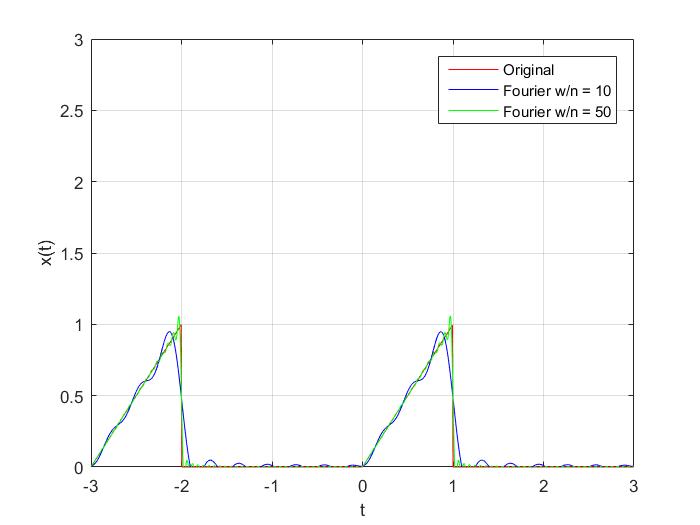 3
Original
Fourier w/n = 10
Fourier w/n = 50
2.5
2
1.5
x(t)
1
0.5
0
-3 -2 -1 0 1 2 3
t